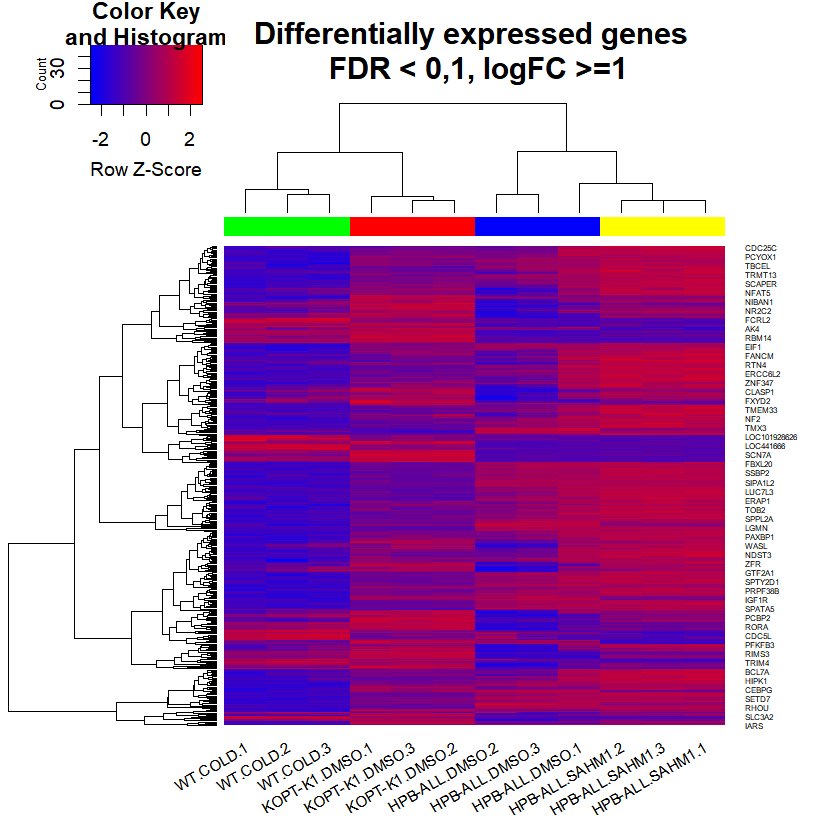 Color Key
and Histogram
Count
0
30
-2
0
2
Row Z-Score
Differentially expressed genes
FDR < 0,1, logFC >=1
CDC25C
PCYOX1
TBCEL
TRMT13
SCAPER
NFAT5
NIBAN1
NR2C2
FCRL2
AK4
RBM14
EIF1
FANCM
RTN4
ERCC6L2
ZNF347
CLASP1
FXYD2
TMEM33
NF2
TMX3
LOC101928626
LOC441666
SCN7A
FBXL20
SSBP2
SIPA1L2
LUC7L3
ERAP1
TOB2
SPPL2A
LGMN
PAXBP1
WASL
NDST3
ZFR
GTF2A1
SPTY2D1
PRPF38B
IGF1R
SPATA5
PCBP2
RORA
CDC5L
PFKFB3
RIMS3
TRIM4
BCL7A
HIPK1
CEBPG
SETD7
RHOU
SLC3A2
IARS
WT.COLD.1
WT.COLD.2
WT.COLD.3
KOPT-K1.DMSO.1
KOPT-K1.DMSO.3
KOPT-K1.DMSO.2
HPB-ALL.DMSO.2
HPB-ALL.DMSO.3
HPB-ALL.DMSO.1
HPB-ALL.SAHM1.2
HPB-ALL.SAHM1.3
HPB-ALL.SAHM1.1